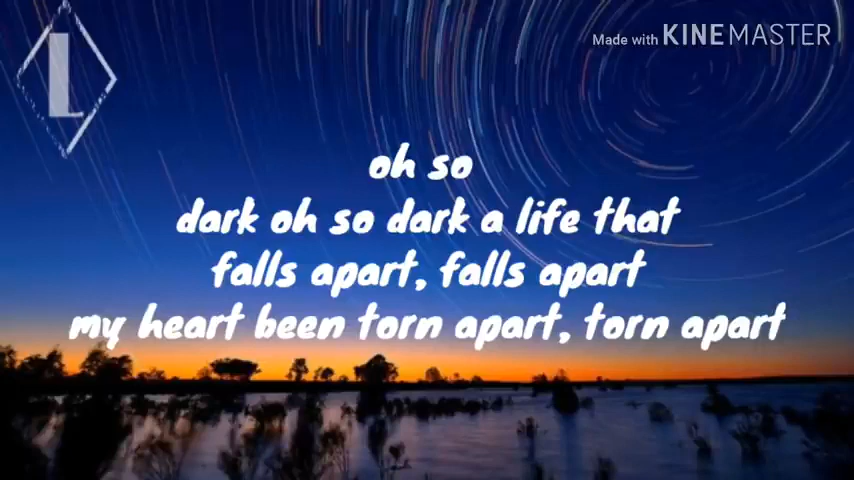 L
Made with KINEMASTER
oh so
dark oh so dark a life that
falls apart, falls apart
my heart been torn apart, torn apart